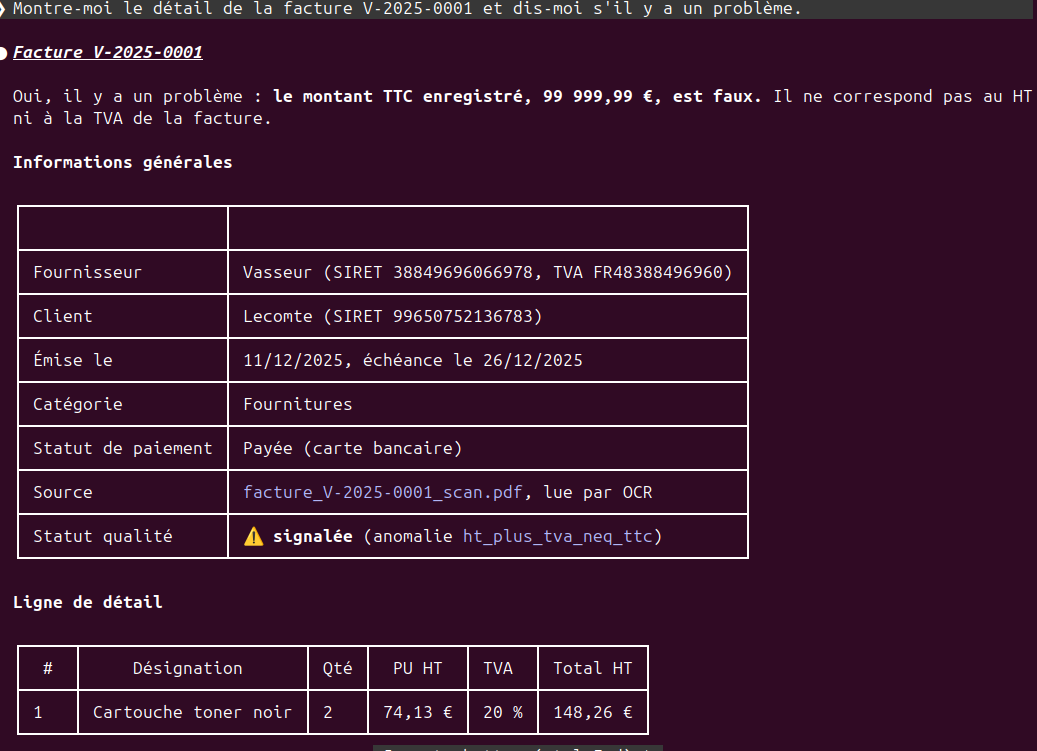 ❯ Montre-moi le détail de la facture V-2025-0001 et dis-moi s'il y a un problème.
● Facture V-2025-0001
Oui, il y a un problème : le montant TTC enregistré, 99 999,99 €, est faux. Il ne correspond pas au HT
ni à la TVA de la facture.
Informations générales
Fournisseur Vasseur (SIRET 38849696066978, TVA FR48388496960)
Client Lecomte (SIRET 99650752136783)
Émise le 11/12/2025, échéance le 26/12/2025
Catégorie Fournitures
Statut de paiement Payée (carte bancaire)
Source facture_V-2025-0001_scan.pdf, lue par OCR
Statut qualité ⚠️ signalée (anomalie ht_plus_tva_neq_ttc)
Ligne de détail
# Désignation Qté PU HT TVA Total HT
1 Cartouche toner noir 2 74,13 € 20 % 148,26 €